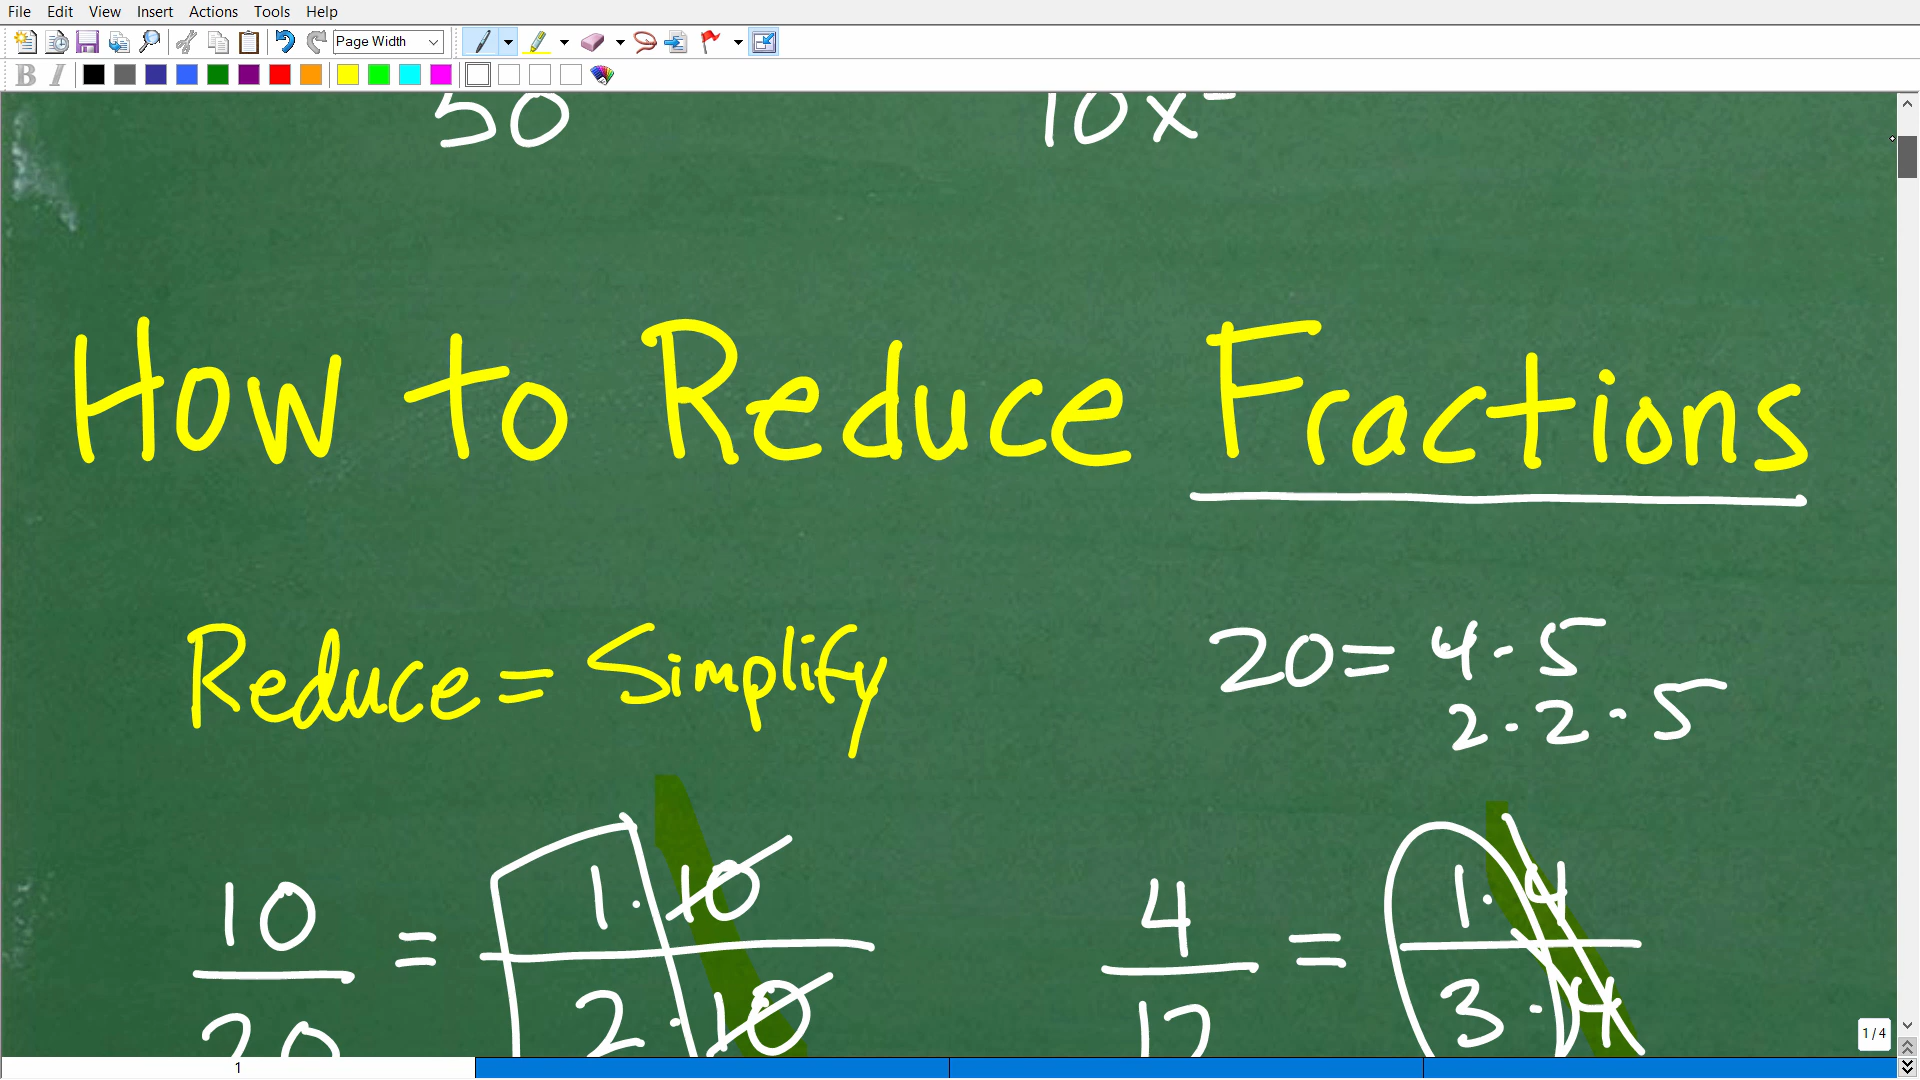 File Edit View Insert Actions Tools Help
Page Width
B I
50 10x
How to Reduce Fractions
Reduce = Simplify
20 = 4 · 5
2 · 2 · 5
10 = 1 · 10 4 = 1 · 4
20 2 · 10 12 3 · 4
1 / 4
1